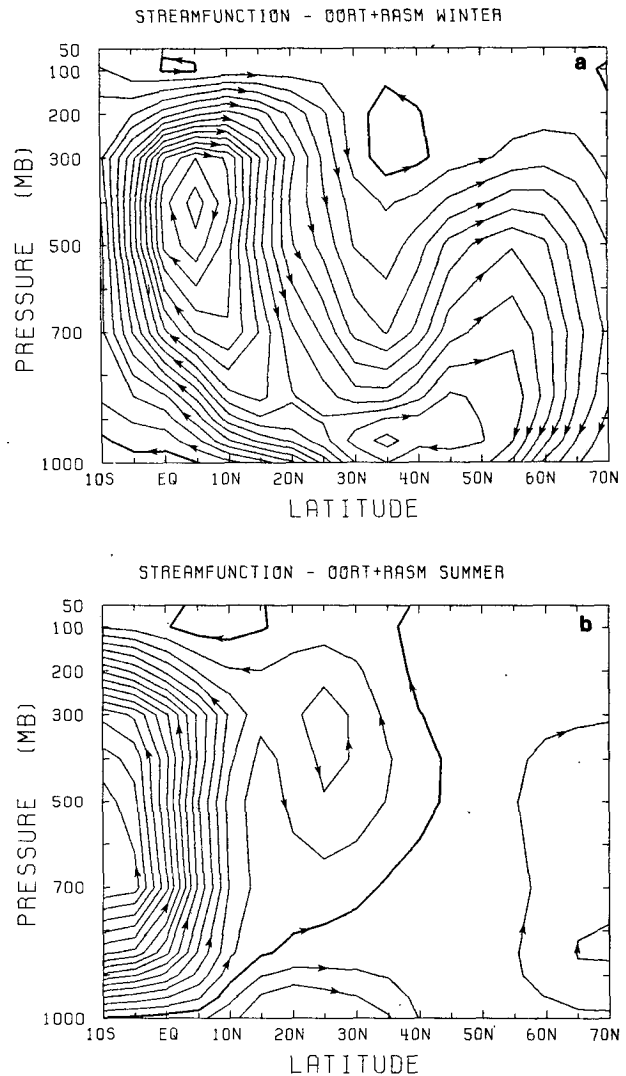 STREAMFUNCTION - OORT+RASM WINTER
a
50
100
200
300
500
700
1000
PRESSURE (MB)
10S EQ 10N 20N 30N 40N 50N 60N 70N
LATITUDE
STREAMFUNCTION - OORT+RASM SUMMER
b
50
100
200
300
500
700
1000
PRESSURE (MB)
10S EQ 10N 20N 30N 40N 50N 60N 70N
LATITUDE